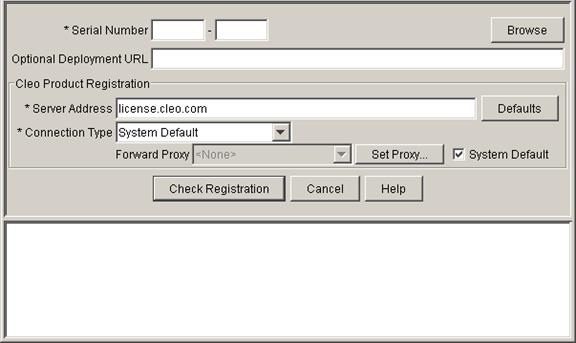 * Serial Number - Browse
Optional Deployment URL
Cleo Product Registration
* Server Address license.cleo.com Defaults
* Connection Type System Default
Forward Proxy <None> Set Proxy... System Default
Check Registration Cancel Help